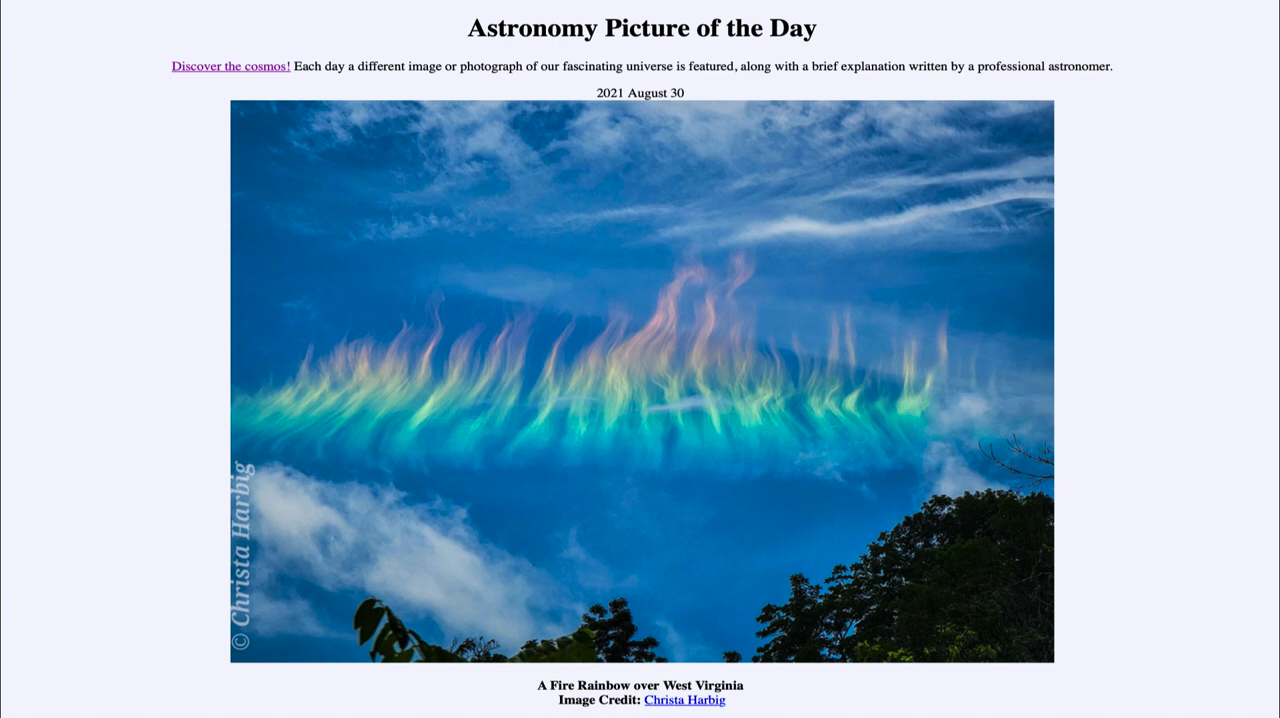 Astronomy Picture of the Day
Discover the cosmos! Each day a different image or photograph of our fascinating universe is featured, along with a brief explanation written by a professional astronomer.
2021 August 30
© Christa Harbig
A Fire Rainbow over West Virginia
Image Credit: Christa Harbig